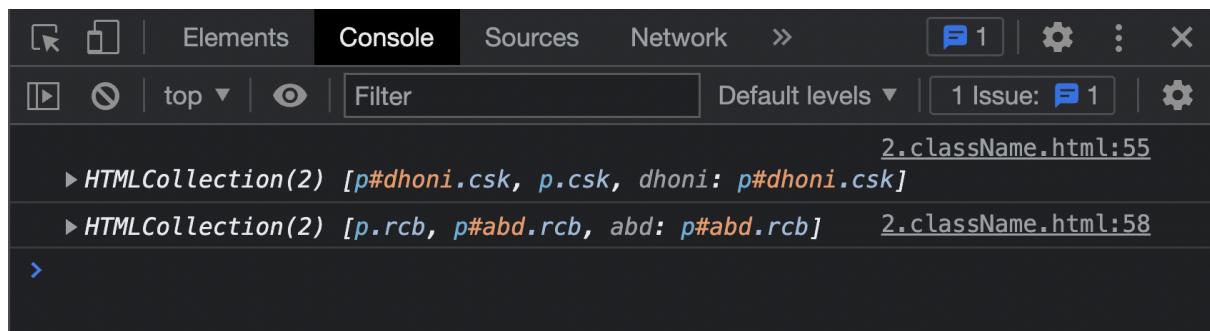 Elements Console Sources Network » 1
top ▼ Filter Default levels ▼ 1 Issue: 1
2.className.html:55
▶ HTMLCollection(2) [p#dhoni.csk, p.csk, dhoni: p#dhoni.csk]
▶ HTMLCollection(2) [p.rcb, p#abd.rcb, abd: p#abd.rcb] 2.className.html:58
>